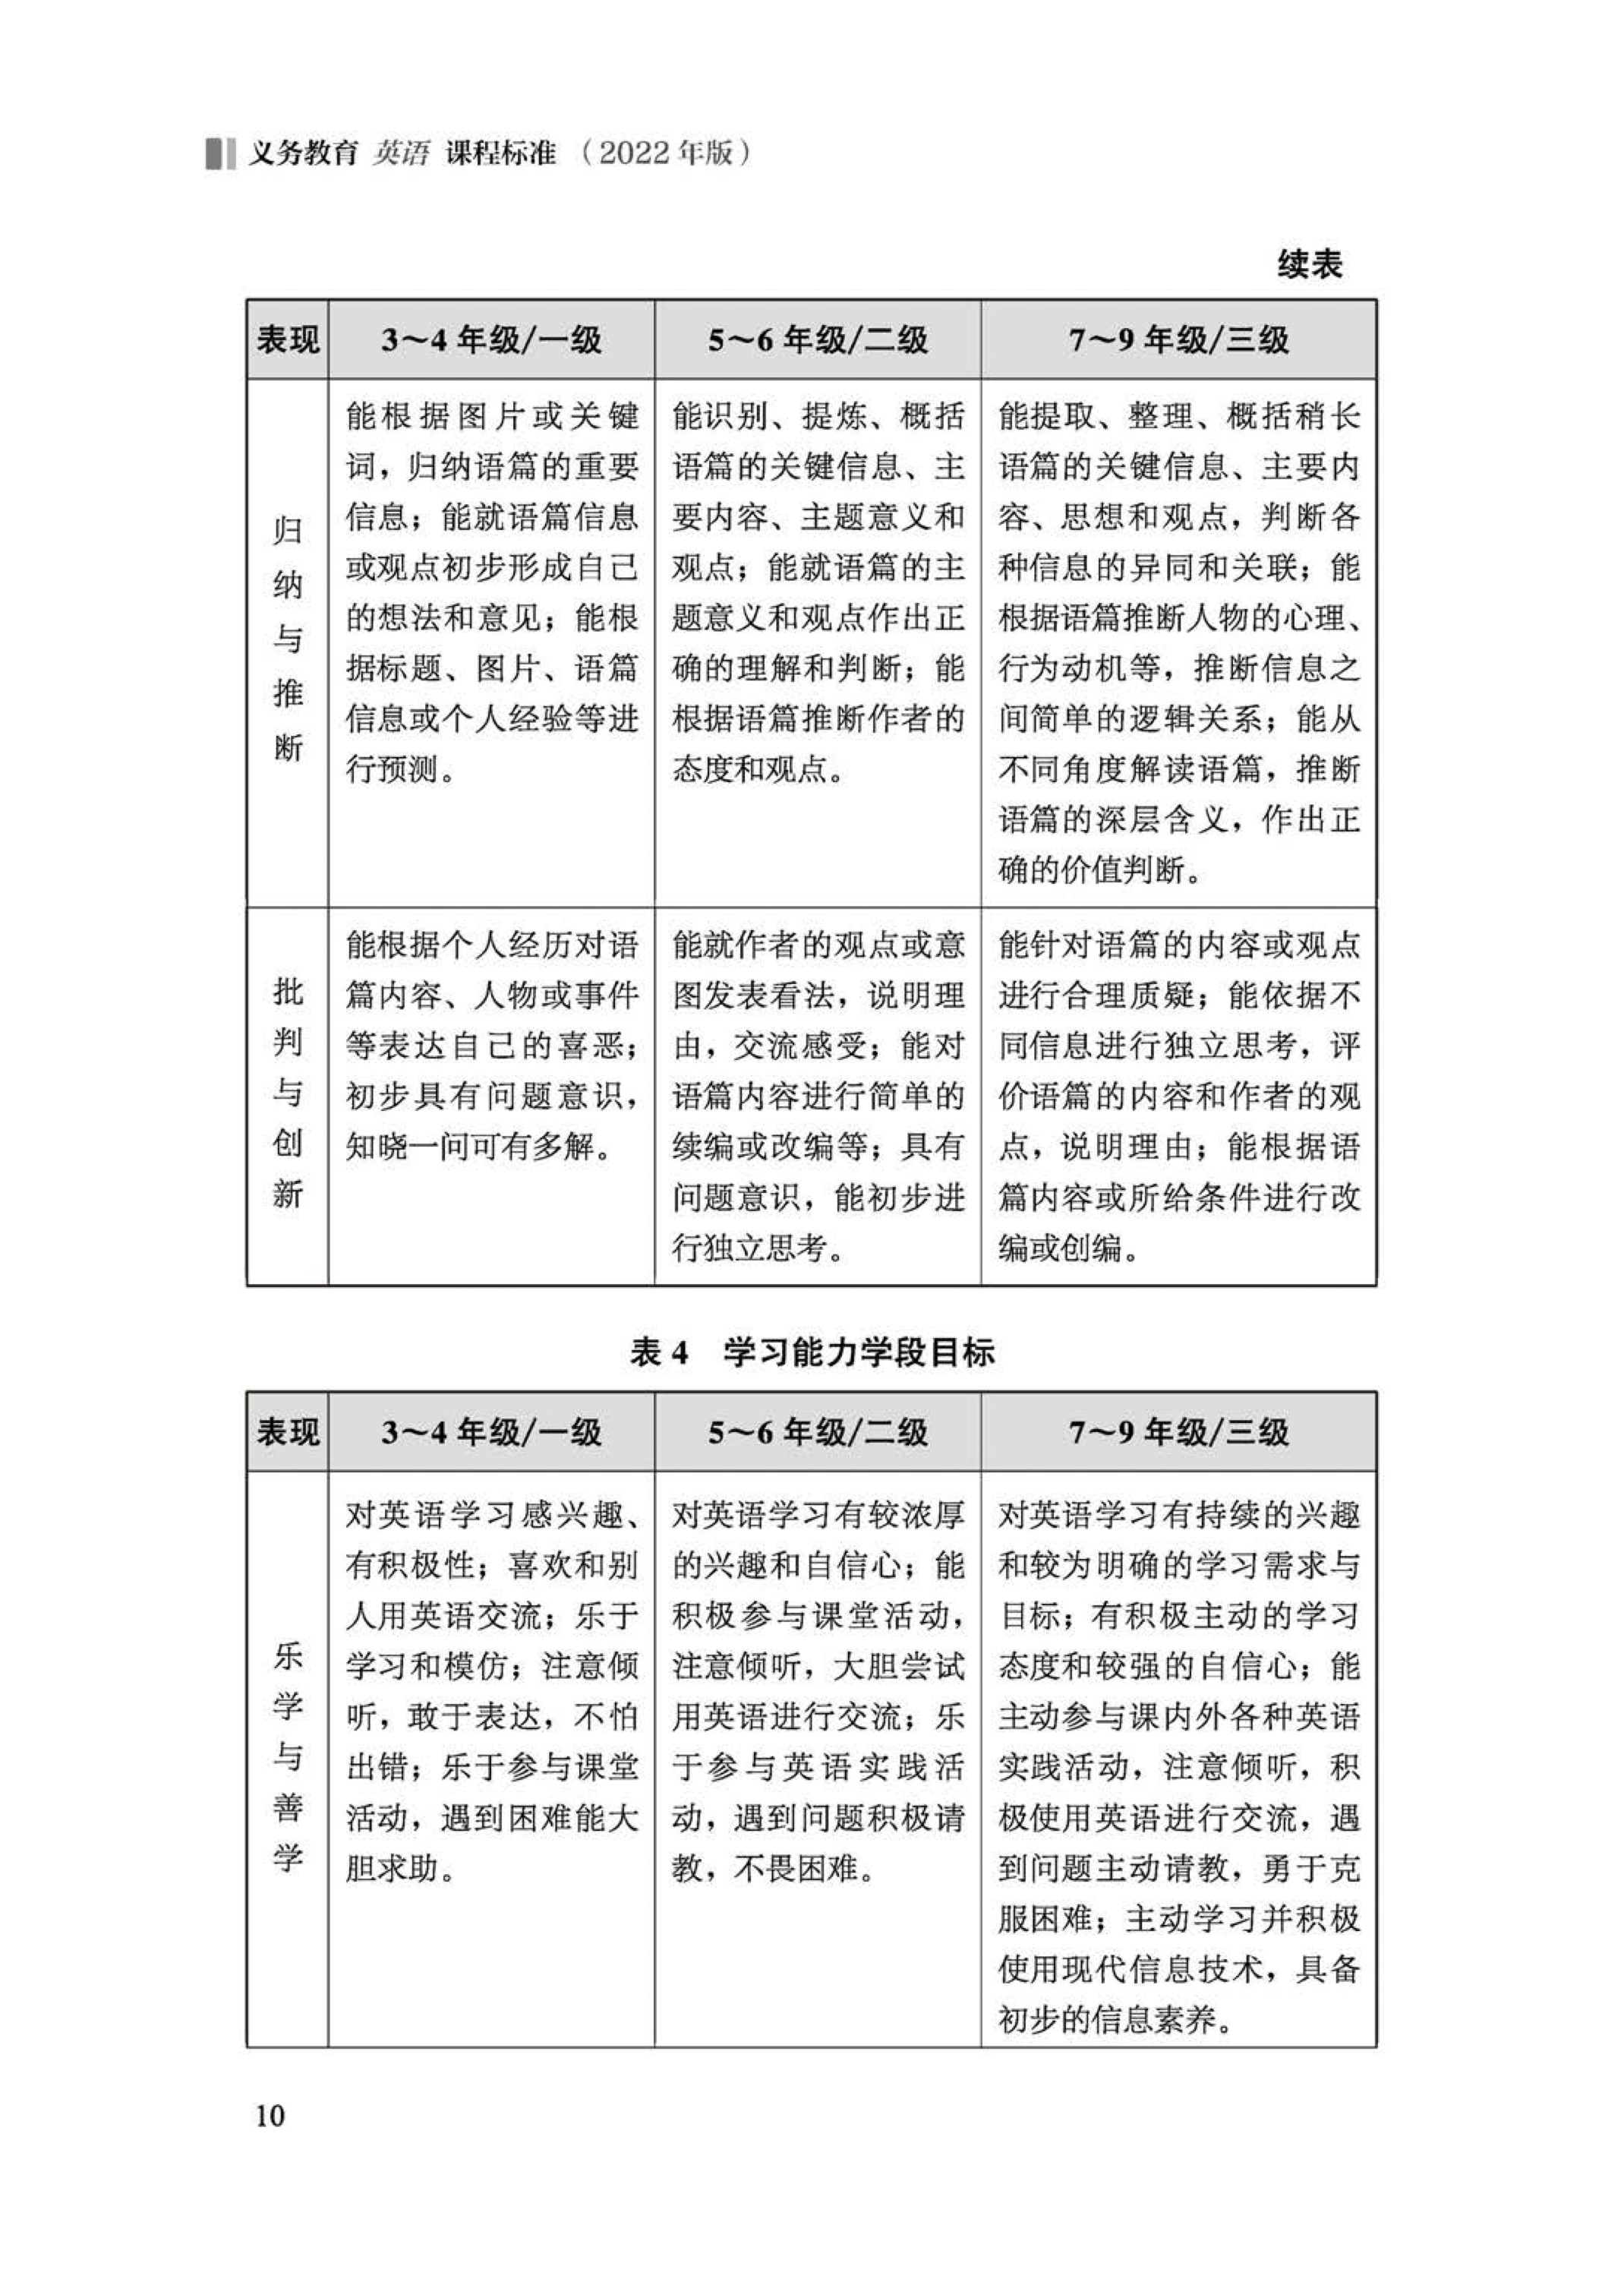 义务教育 英语 课程标准（2022年版）
续表
表现
3～4 年级/一级
5～6 年级/二级
7～9 年级/三级
归
纳
与
推
断
能根据图片或关键
词，归纳语篇的重要
信息；能就语篇信息
或观点初步形成自己
的想法和意见；能根
据标题、图片、语篇
信息或个人经验等进
行预测。
能识别、提炼、概括
语篇的关键信息、主
要内容、主题意义和
观点；能就语篇的主
题意义和观点作出正
确的理解和判断；能
根据语篇推断作者的
态度和观点。
能提取、整理、概括稍长
语篇的关键信息、主要内
容、思想和观点，判断各
种信息的异同和关联；能
根据语篇推断人物的心理、
行为动机等，推断信息之
间简单的逻辑关系；能从
不同角度解读语篇，推断
语篇的深层含义，作出正
确的价值判断。
批
判
与
创
新
能根据个人经历对语
篇内容、人物或事件
等表达自己的喜恶；
初步具有问题意识，
知晓一问可有多解。
能就作者的观点或意
图发表看法，说明理
由，交流感受；能对
语篇内容进行简单的
续编或改编等；具有
问题意识，能初步进
行独立思考。
能针对语篇的内容或观点
进行合理质疑；能依据不
同信息进行独立思考，评
价语篇的内容和作者的观
点，说明理由；能根据语
篇内容或所给条件进行改
编或创编。
表 4 学习能力学段目标
表现
3～4 年级/一级
5～6 年级/二级
7～9 年级/三级
乐
学
与
善
学
对英语学习感兴趣、
有积极性；喜欢和别
人用英语交流；乐于
学习和模仿；注意倾
听，敢于表达，不怕
出错；乐于参与课堂
活动，遇到困难能大
胆求助。
对英语学习有较浓厚
的兴趣和自信心；能
积极参与课堂活动，
注意倾听，大胆尝试
用英语进行交流；乐
于参与英语实践活
动，遇到问题积极请
教，不畏困难。
对英语学习有持续的兴趣
和较为明确的学习需求与
目标；有积极主动的学习
态度和较强的自信心；能
主动参与课内外各种英语
实践活动，注意倾听，积
极使用英语进行交流，遇
到问题主动请教，勇于克
服困难；主动学习并积极
使用现代信息技术，具备
初步的信息素养。
10